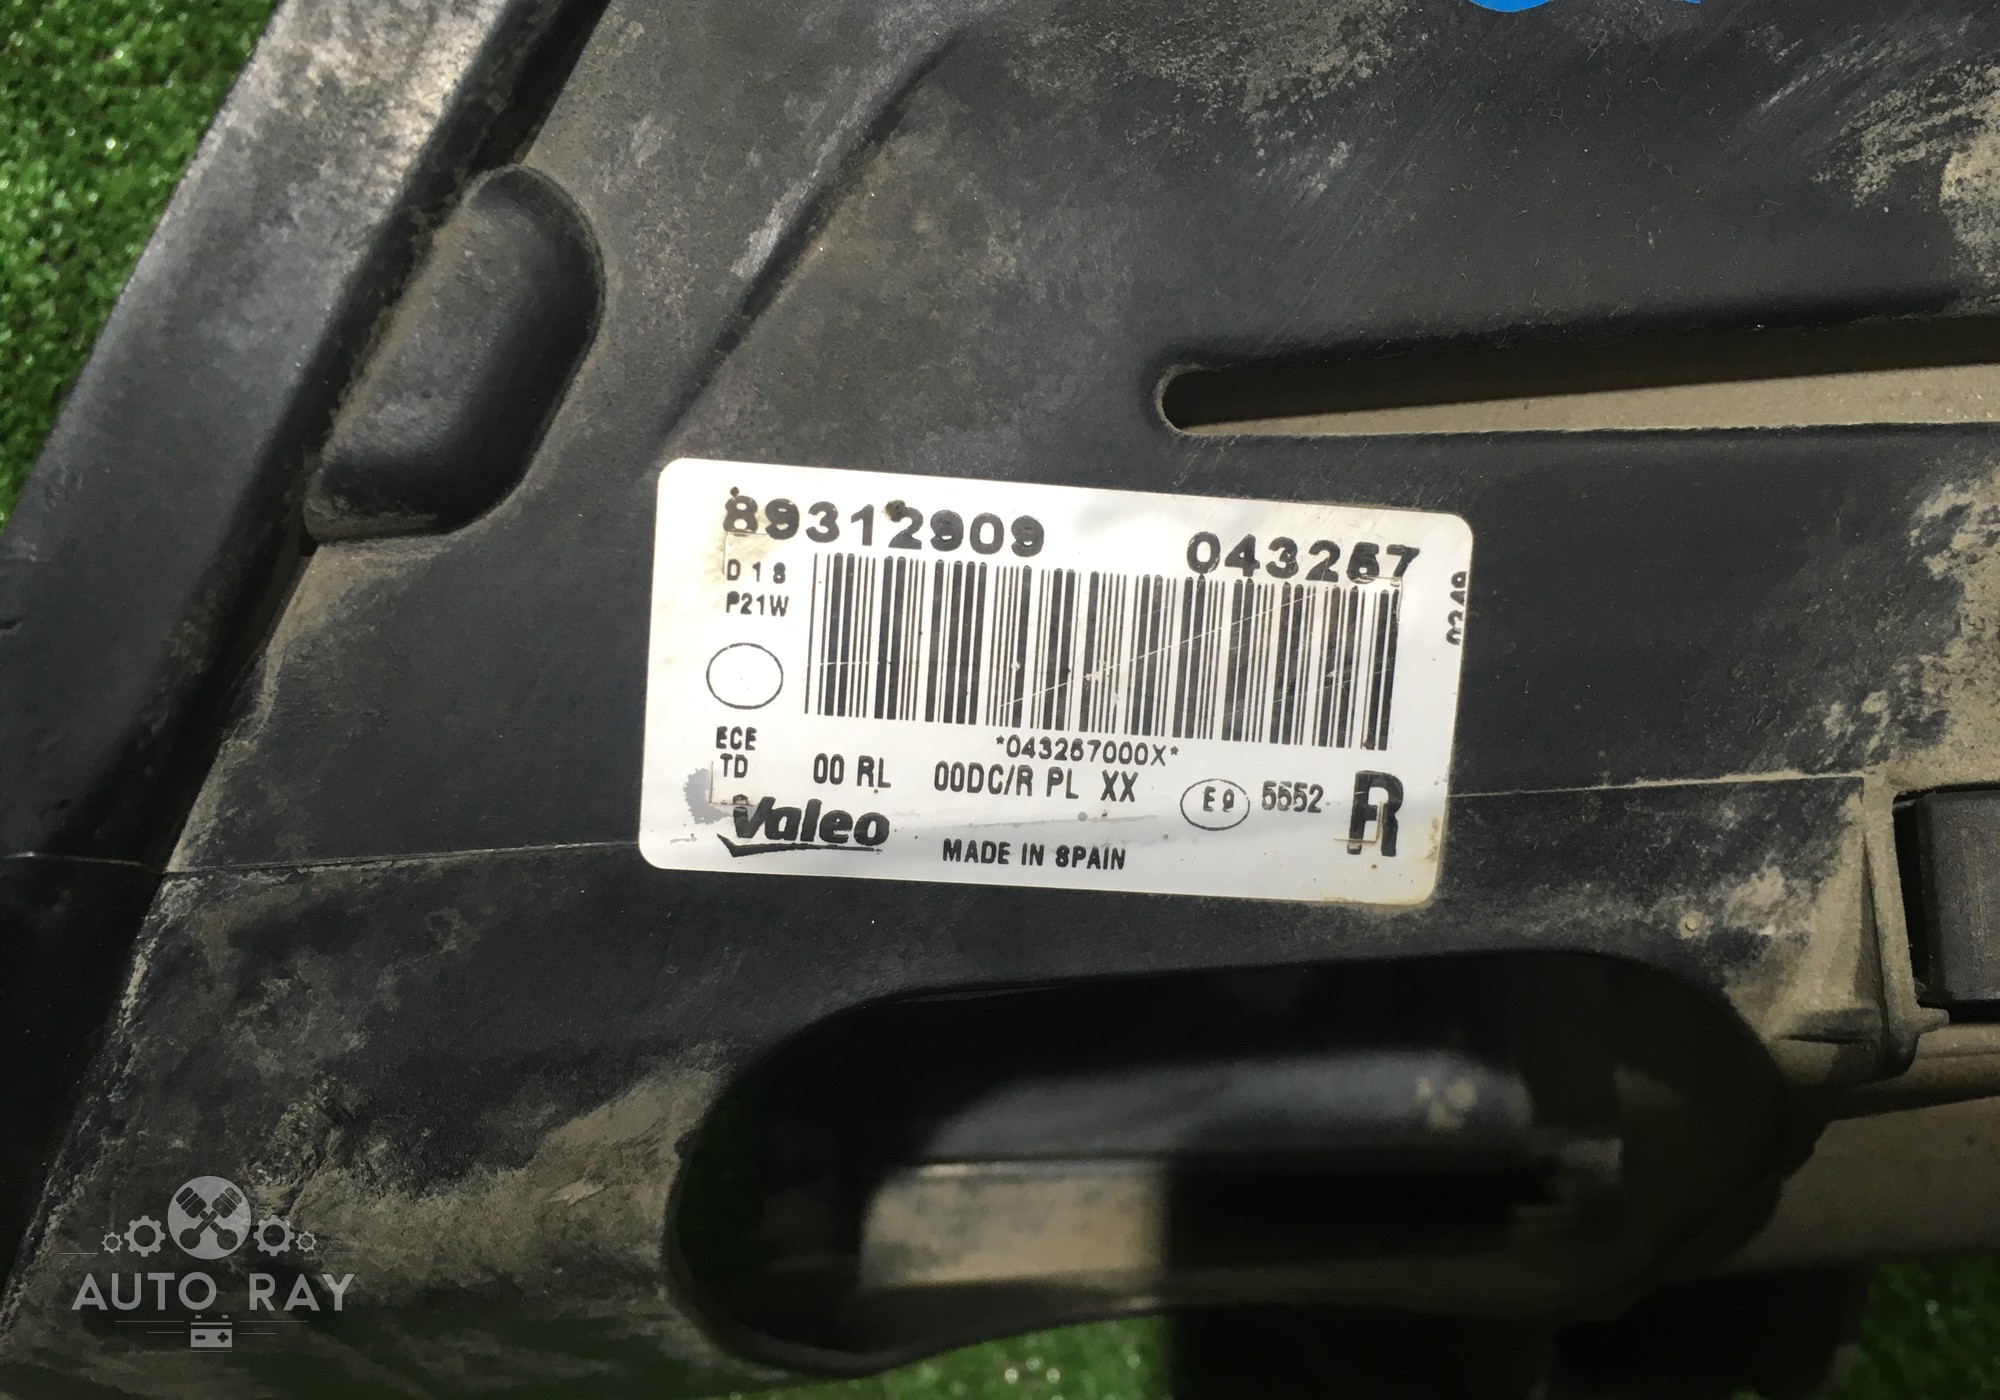 89312909 043257
D1S
P21W
0349
*043257000X*
ECE
TD
00 RL 00DC/R PL XX E9 5552 R
Valeo
MADE IN SPAIN
AUTO RAY